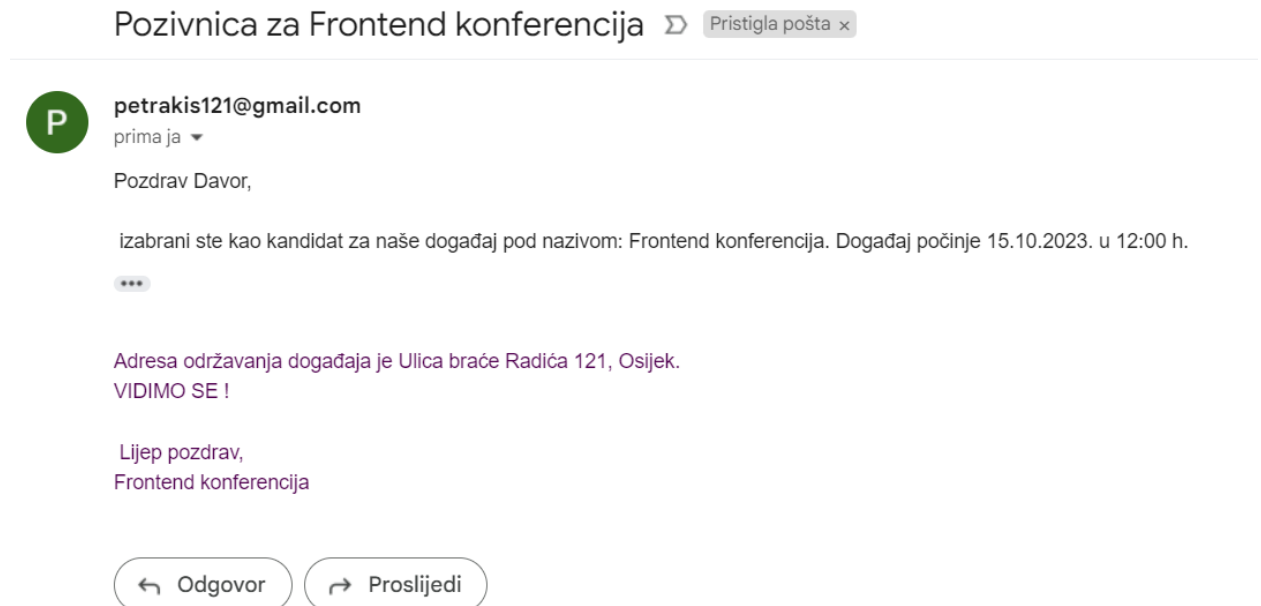 Pozivnica za Frontend konferencija Pristigla pošta ×
P
petrakis121@gmail.com
prima ja
Pozdrav Davor,
izabrani ste kao kandidat za naše događaj pod nazivom: Frontend konferencija. Događaj počinje 15.10.2023. u 12:00 h.
Adresa održavanja događaja je Ulica braće Radića 121, Osijek.
VIDIMO SE !
Lijep pozdrav,
Frontend konferencija
Odgovor Proslijedi